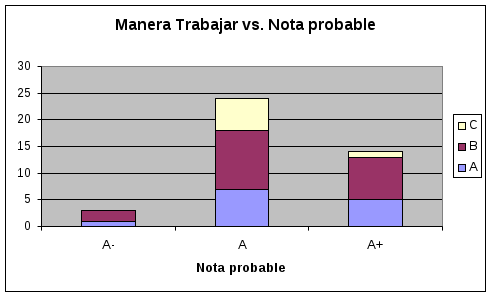 Manera Trabajar vs. Nota probable
30
25
20
15
10
5
0
A-
A
A+
Nota probable
C
B
A